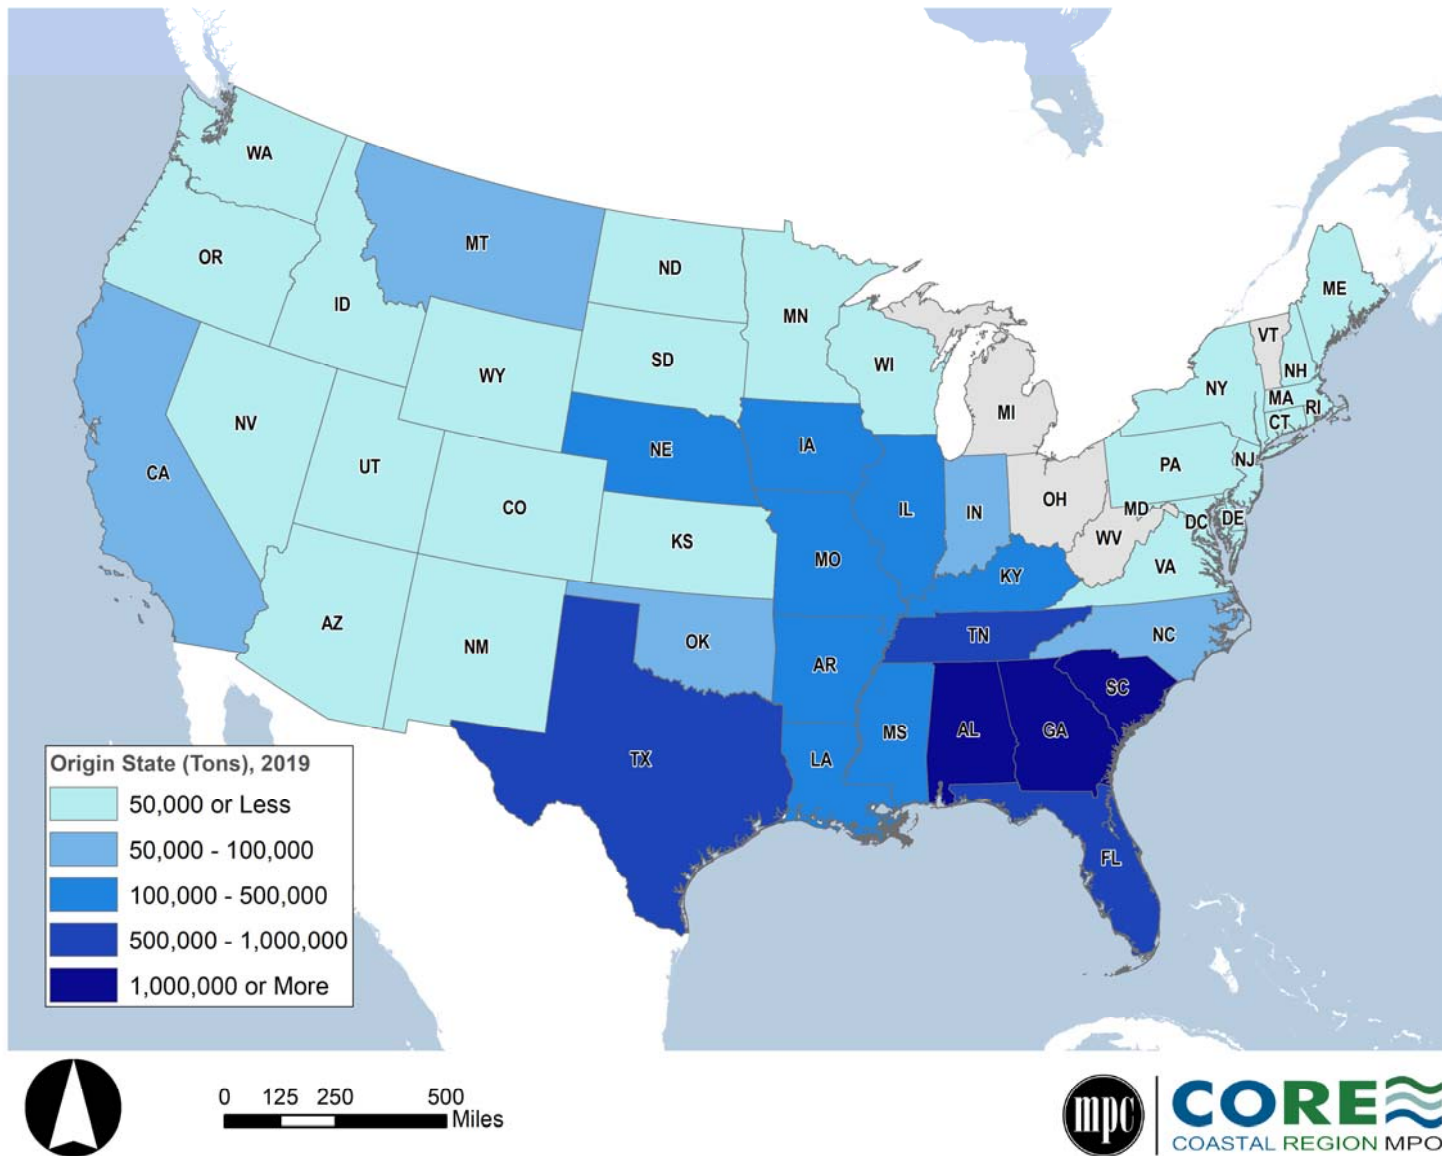 WA
MT
ND
OR
ID
MN
ME
VT
WI
SD
WY
NH
NY
MI
MA
RI
CT
NV
NE
IA
PA
NJ
CA
UT
IL
IN
OH
CO
MD
DE
DC
WV
KS
MO
VA
KY
AZ
TN
NC
OK
NM
AR
SC
MS
AL
GA
TX
LA
FL
Origin State (Tons), 2019
50,000 or Less
50,000 - 100,000
100,000 - 500,000
500,000 - 1,000,000
1,000,000 or More
0 125 250 500
Miles
mpc
CORE
COASTAL REGION MPO